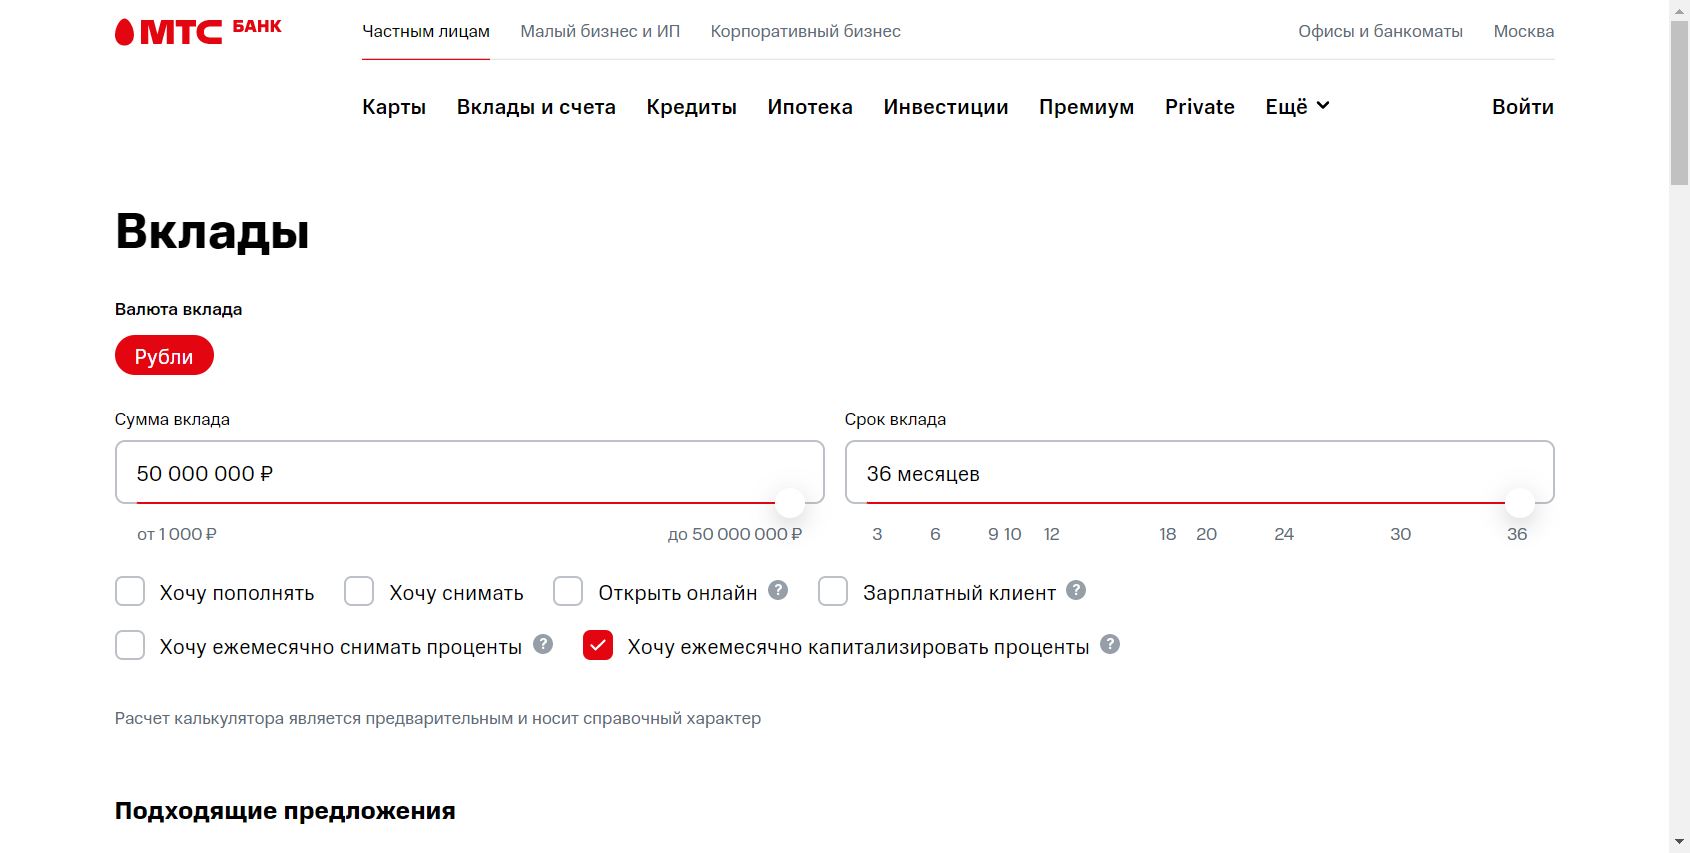 МТС БАНК
Частным лицам Малый бизнес и ИП Корпоративный бизнес Офисы и банкоматы Москва
Карты Вклады и счета Кредиты Ипотека Инвестиции Премиум Private Ещё Войти
Вклады
Валюта вклада
Рубли
Сумма вклада Срок вклада
50 000 000 ₽ 36 месяцев
от 1 000 ₽ до 50 000 000 ₽ 3 6 9 10 12 18 20 24 30 36
Хочу пополнять Хочу снимать Открыть онлайн ? Зарплатный клиент ?
Хочу ежемесячно снимать проценты ? Хочу ежемесячно капитализировать проценты ?
Расчет калькулятора является предварительным и носит справочный характер
Подходящие предложения